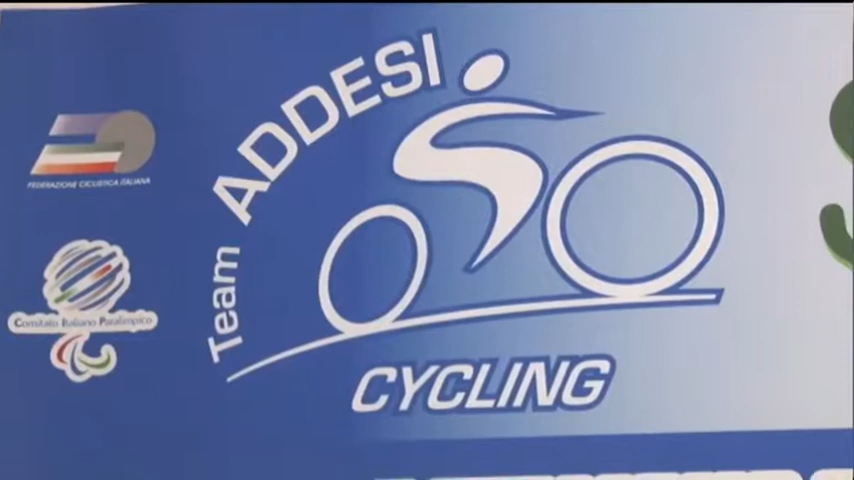 Team ADDESI
CYCLING
FEDERAZIONE CICLISTICA ITALIANA
Comitato Italiano Paralimpico